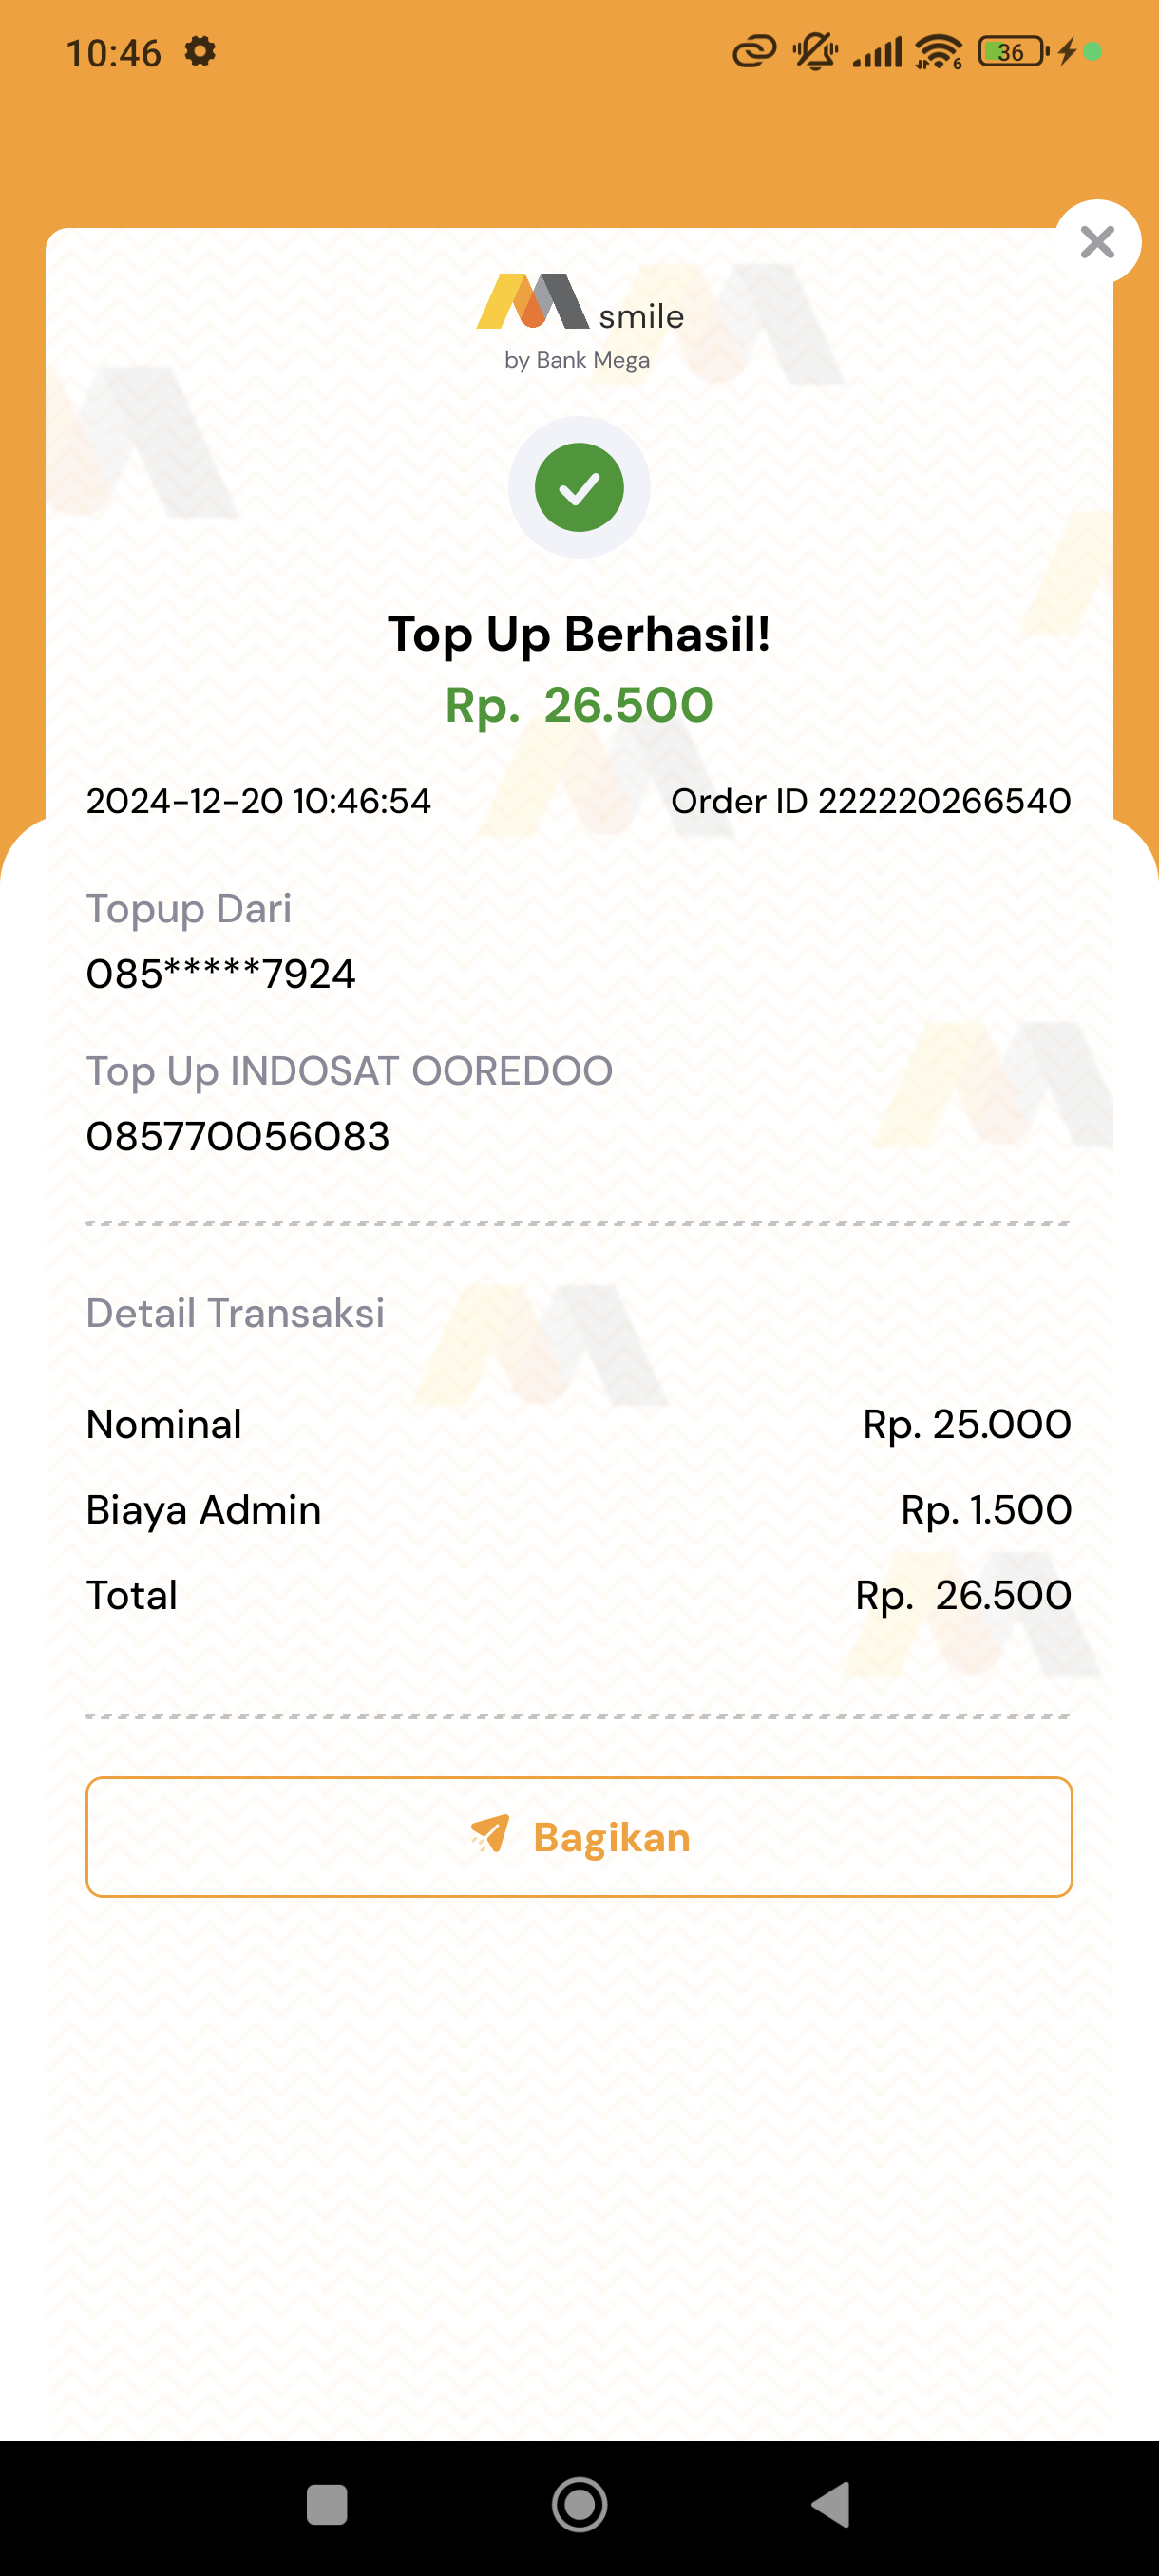 10:46
6
36
smile
by Bank Mega
Top Up Berhasil!
Rp. 26.500
2024-12-20 10:46:54 Order ID 222220266540
Topup Dari
085*****7924
Top Up INDOSAT OOREDOO
085770056083
Detail Transaksi
Nominal Rp. 25.000
Biaya Admin Rp. 1.500
Total Rp. 26.500
Bagikan